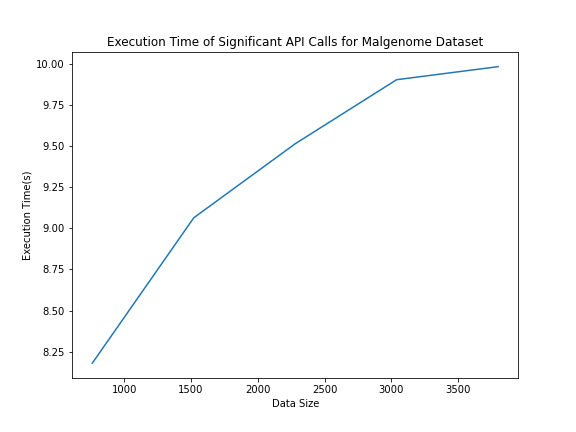 Execution Time of Significant API Calls for Malgenome Dataset
10.00
9.75
9.50
9.25
9.00
8.75
8.50
8.25
Execution Time(s)
1000 1500 2000 2500 3000 3500
Data Size